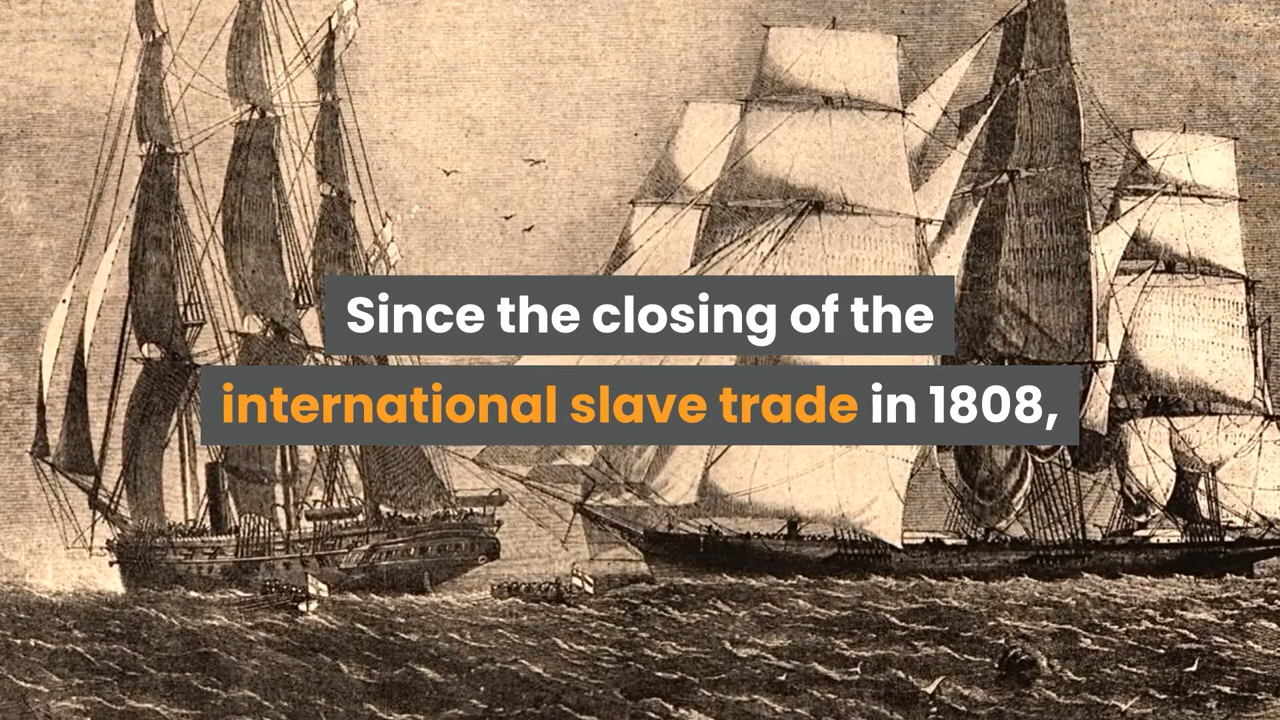 Since the closing of the
international slave trade in 1808,